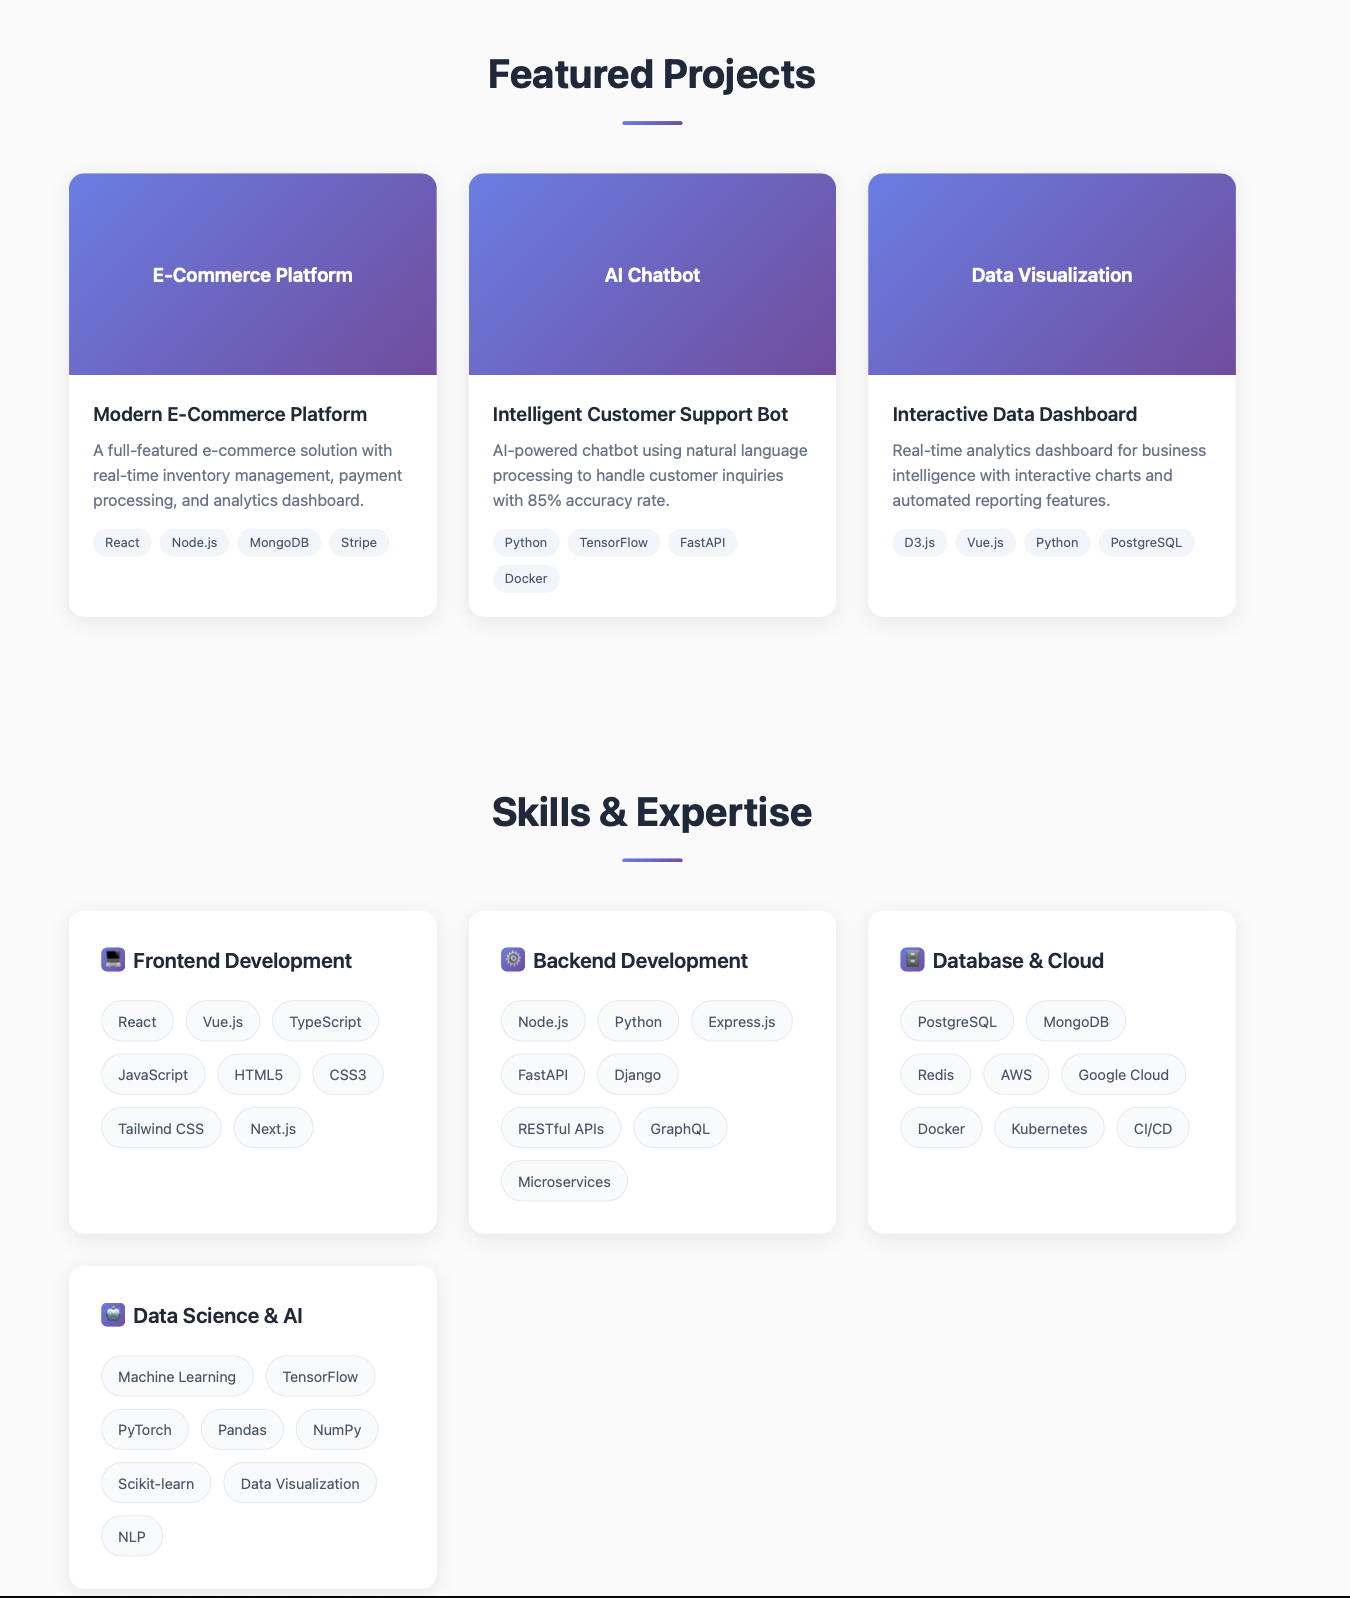 Featured Projects
E-Commerce Platform
Modern E-Commerce Platform
A full-featured e-commerce solution with
real-time inventory management, payment
processing, and analytics dashboard.
React Node.js MongoDB Stripe
AI Chatbot
Intelligent Customer Support Bot
AI-powered chatbot using natural language
processing to handle customer inquiries
with 85% accuracy rate.
Python TensorFlow FastAPI
Docker
Data Visualization
Interactive Data Dashboard
Real-time analytics dashboard for business
intelligence with interactive charts and
automated reporting features.
D3.js Vue.js Python PostgreSQL
Skills & Expertise
Frontend Development
React Vue.js TypeScript
JavaScript HTML5 CSS3
Tailwind CSS Next.js
Backend Development
Node.js Python Express.js
FastAPI Django
RESTful APIs GraphQL
Microservices
Database & Cloud
PostgreSQL MongoDB
Redis AWS Google Cloud
Docker Kubernetes CI/CD
Data Science & AI
Machine Learning TensorFlow
PyTorch Pandas NumPy
Scikit-learn Data Visualization
NLP